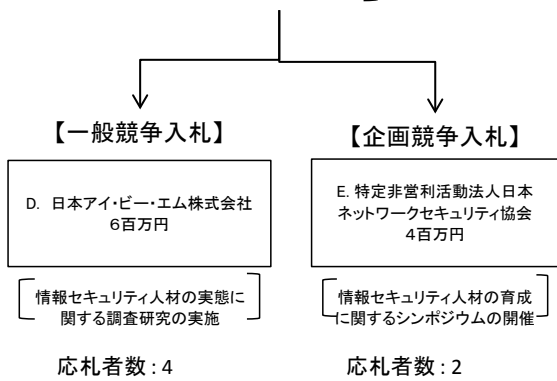 【一般競争入札】
D. 日本アイ・ビー・エム株式会社
6百万円
情報セキュリティ人材の実態に
関する調査研究の実施
応札者数：4
【企画競争入札】
E. 特定非営利活動法人日本
ネットワークセキュリティ協会
４百万円
情報セキュリティ人材の育成
に関するシンポジウムの開催
応札者数：2